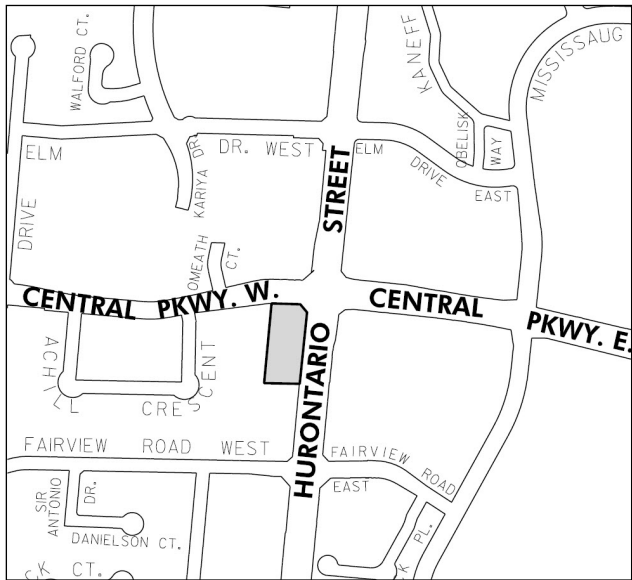 WALFORD CT.
KANEFF
MISSISSAUG
ELM
DR. WEST
KARIYA DR.
STREET
ELM
DRIVE
EAST
OBELISK
WAY
DRIVE
OMEATH
CT.
CENTRAL PKWY. W.
CENTRAL
PKWY. E.
ACHILL
CRESCENT
HURONTARIO
FAIRVIEW ROAD WEST
FAIRVIEW
ROAD
EAST
SIR
ANTONIO
DR.
DANIELSON CT.
CK CT.
K PL.